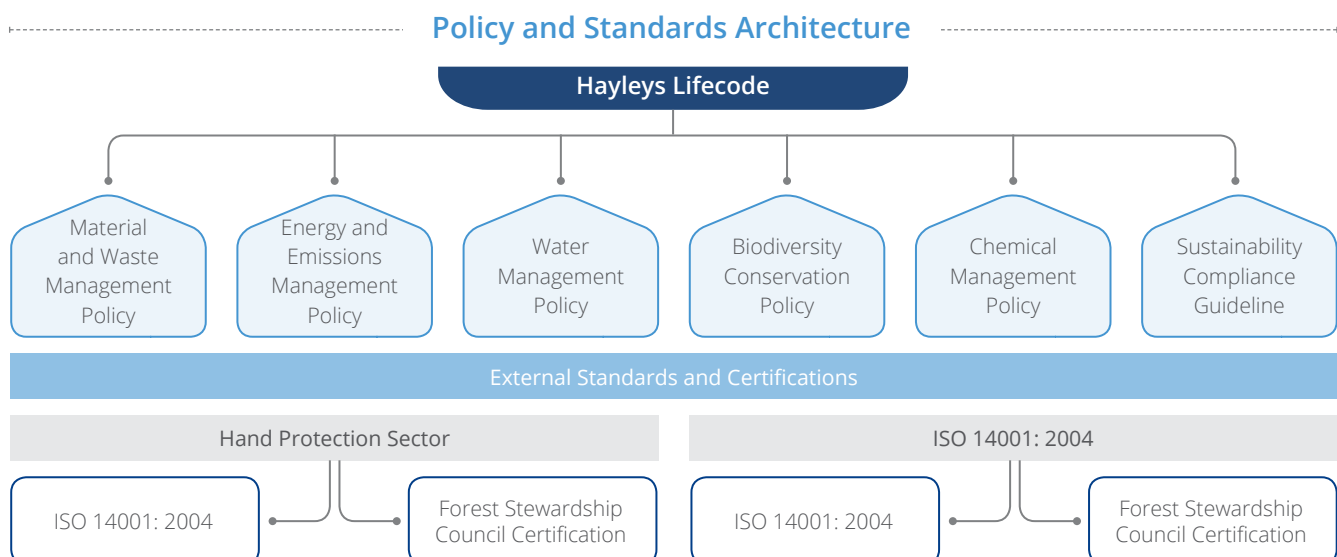 Policy and Standards Architecture
Hayleys Lifecode
Material
and Waste
Management
Policy
Energy and
Emissions
Management
Policy
Water
Management
Policy
Biodiversity
Conservation
Policy
Chemical
Management
Policy
Sustainability
Compliance
Guideline
External Standards and Certifications
Hand Protection Sector
ISO 14001: 2004
Forest Stewardship
Council Certification
ISO 14001: 2004
ISO 14001: 2004
Forest Stewardship
Council Certification